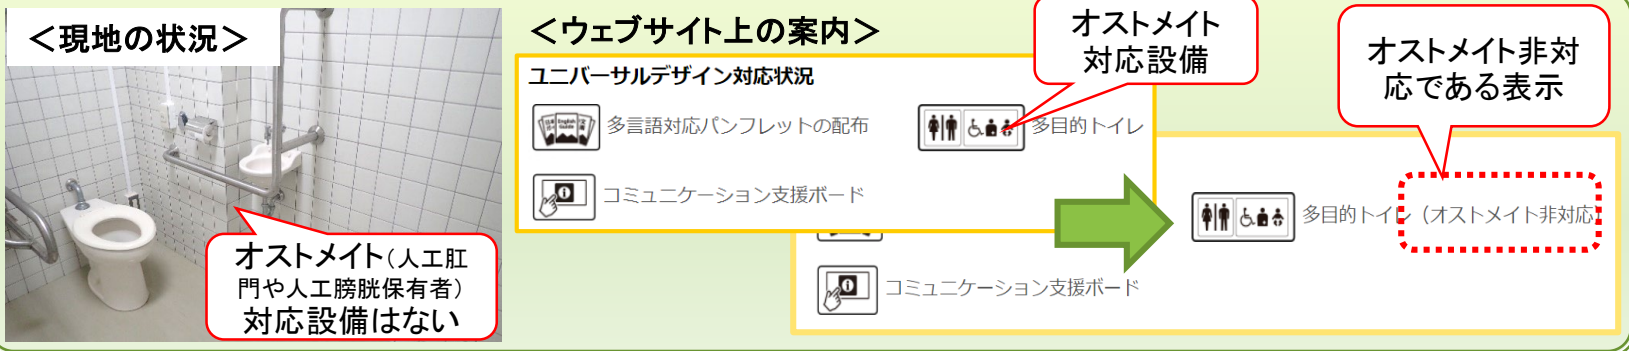 ＜現地の状況＞
オストメイト（人工肛
門や人工膀胱保有者）
対応設備はない
＜ウェブサイト上の案内＞
オストメイト
対応設備
ユニバーサルデザイン対応状況
多言語対応パンフレットの配布
多目的トイレ
コミュニケーション支援ボード
オストメイト非対
応である表示
多目的トイレ（オストメイト非対応）
コミュニケーション支援ボード